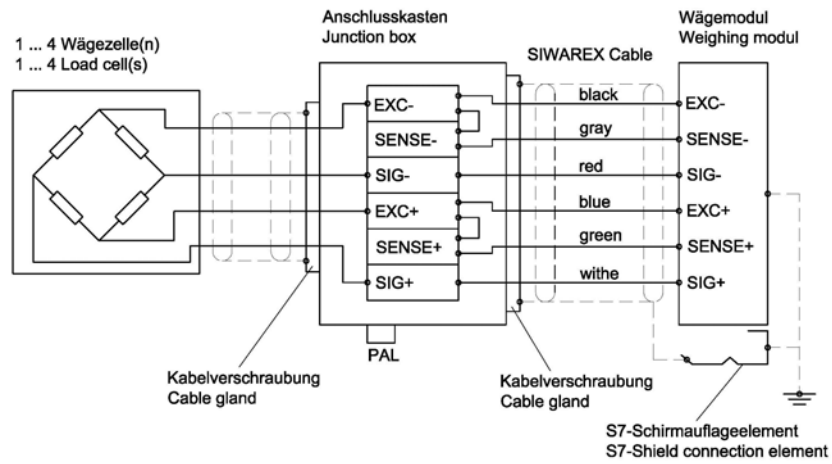 1 ... 4 Wägezelle(n)
1 ... 4 Load cell(s)
Anschlusskasten
Junction box
SIWAREX Cable
Wägemodul
Weighing modul
EXC-
SENSE-
SIG-
EXC+
SENSE+
SIG+
black
gray
red
blue
green
withe
EXC-
SENSE-
SIG-
EXC+
SENSE+
SIG+
PAL
Kabelverschraubung
Cable gland
Kabelverschraubung
Cable gland
S7-Schirmauflageelement
S7-Shield connection element